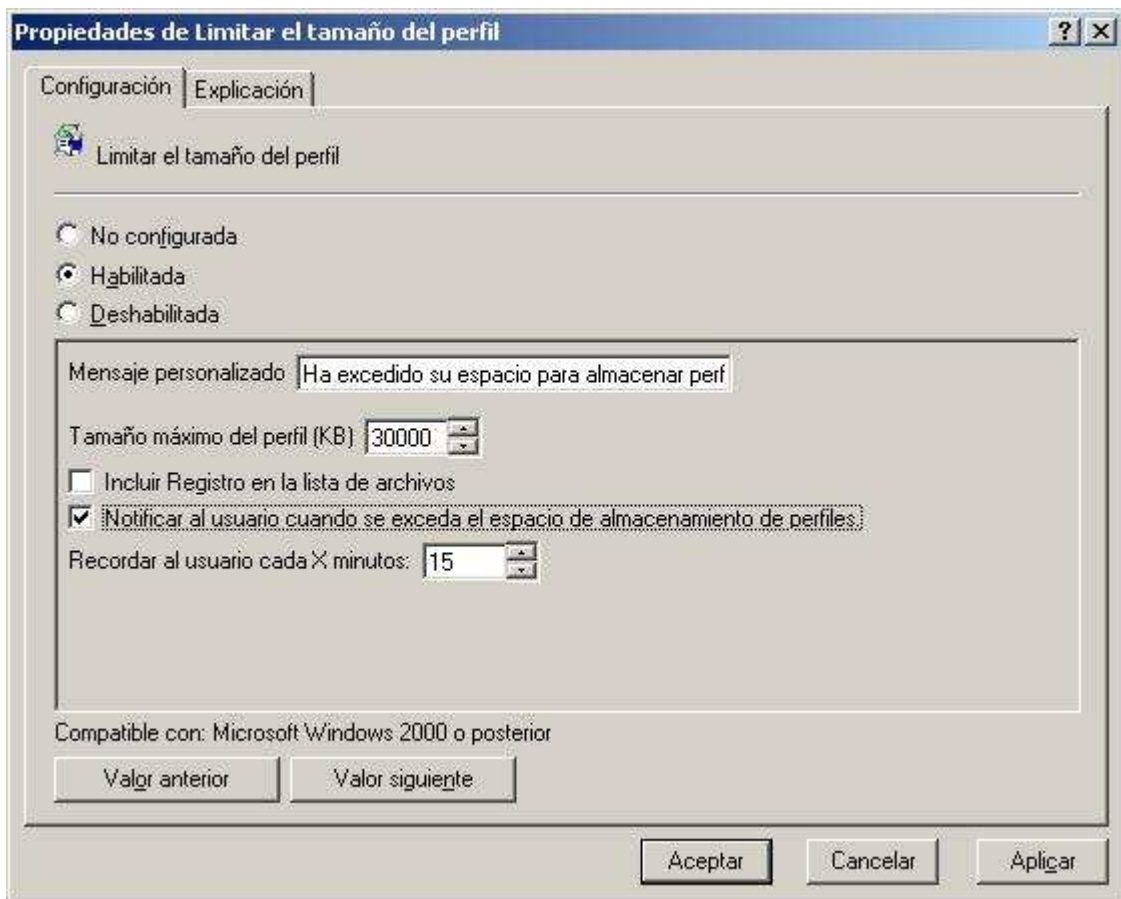 Propiedades de Limitar el tamaño del perfil
Configuración Explicación
Limitar el tamaño del perfil
No configurada
Habilitada
Deshabilitada
Mensaje personalizado Ha excedido su espacio para almacenar perf
Tamaño máximo del perfil (KB) 30000
Incluir Registro en la lista de archivos
Notificar al usuario cuando se exceda el espacio de almacenamiento de perfiles.
Recordar al usuario cada X minutos: 15
Compatible con: Microsoft Windows 2000 o posterior
Valor anterior Valor siguiente
Aceptar Cancelar Aplicar